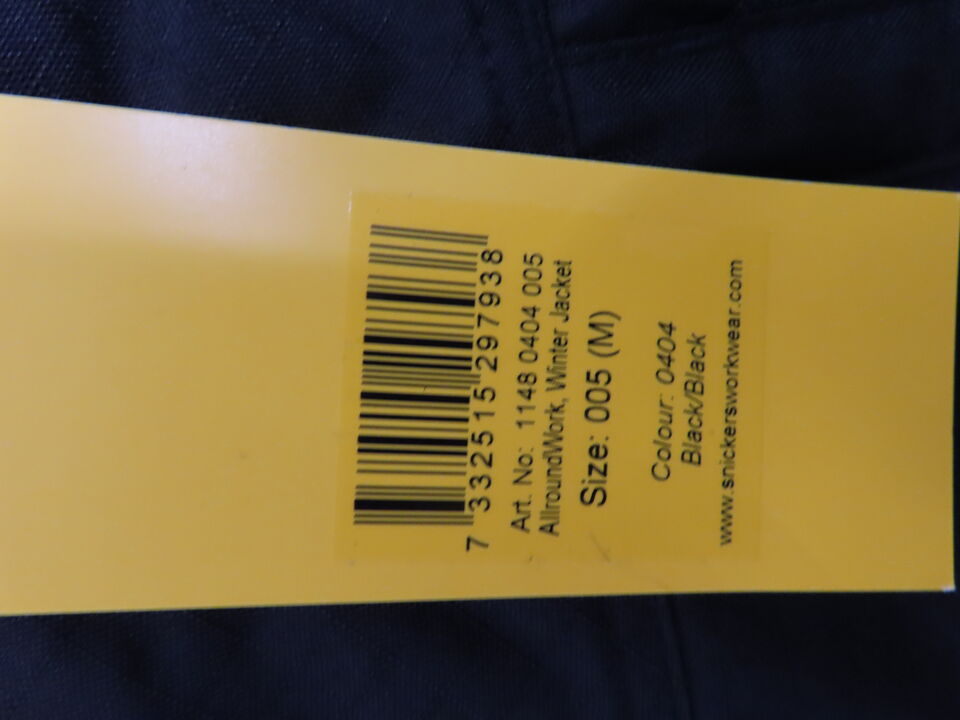 7 332515 297938
Art. No: 1148 0404 005
AllroundWork, Winter Jacket
Size: 005 (M)
Colour: 0404
Black/Black
www.snickersworkwear.com